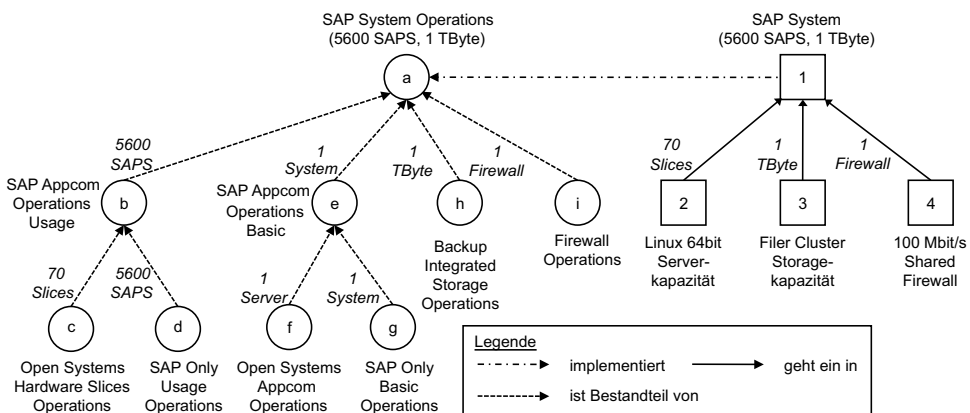 SAP System Operations
(5600 SAPS, 1 TByte)
a
SAP System
(5600 SAPS, 1 TByte)
1
5600
SAPS
1
System
1
TByte
1
Firewall
70
Slices
1
TByte
1
Firewall
SAP Appcom
Operations
Usage
b
SAP Appcom
Operations
Basic
e
h
Backup
Integrated
Storage
Operations
i
Firewall
Operations
2
Linux 64bit
Server-
kapazität
3
Filer Cluster
Storage-
kapazität
4
100 Mbit/s
Shared
Firewall
70
Slices
5600
SAPS
1
Server
1
System
c
Open Systems
Hardware Slices
Operations
d
SAP Only
Usage
Operations
f
Open Systems
Appcom
Operations
g
SAP Only
Basic
Operations
Legende
implementiert
geht ein in
ist Bestandteil von